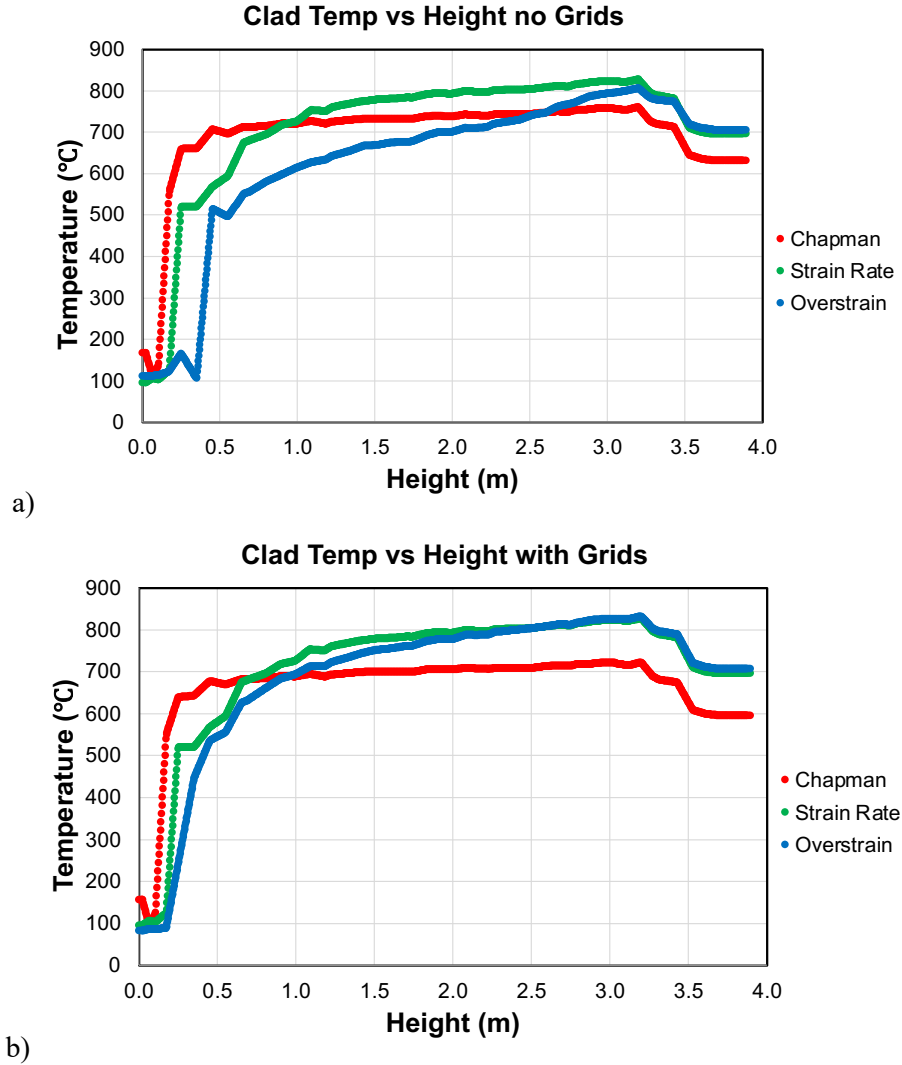 Clad Temp vs Height no Grids
900
800
700
600
500
400
300
200
100
0
Temperature (°C)
0.0 0.5 1.0 1.5 2.0 2.5 3.0 3.5 4.0
Height (m)
Chapman
Strain Rate
Overstrain
a)
Clad Temp vs Height with Grids
900
800
700
600
500
400
300
200
100
0
Temperature (°C)
0.0 0.5 1.0 1.5 2.0 2.5 3.0 3.5 4.0
Height (m)
Chapman
Strain Rate
Overstrain
b)